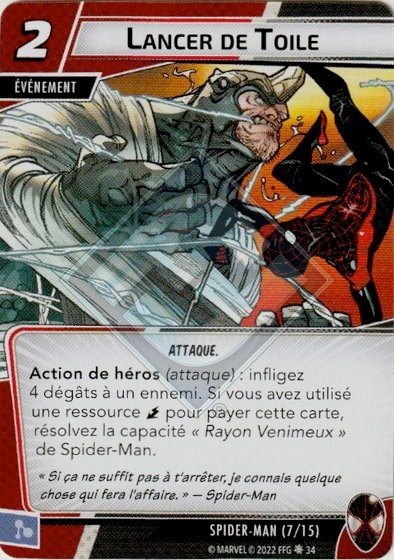 2
LANCER DE TOILE
ÉVÉNEMENT
ATTAQUE.
Action de héros (attaque) : infligez
4 dégâts à un ennemi. Si vous avez utilisé
une ressource pour payer cette carte,
résolvez la capacité « Rayon Venimeux »
de Spider-Man.
« Si ça ne suffit pas à t'arrêter, je connais quelque
chose qui fera l'affaire. » — Spider-Man
SPIDER-MAN (7/15)
© MARVEL © 2022 FFG 34